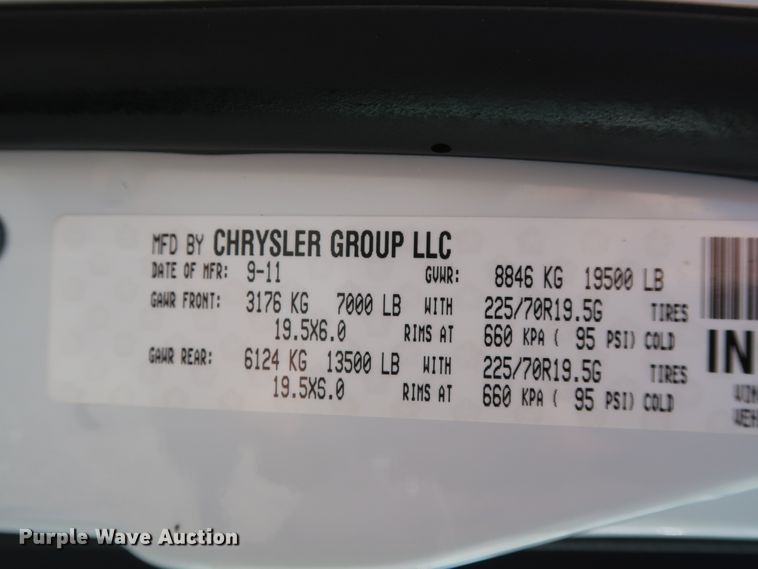 MFD BY CHRYSLER GROUP LLC
DATE OF MFR: 9-11 GVWR: 8846 KG 19500 LB
GAWR FRONT: 3176 KG 7000 LB WITH 225/70R19.5G TIRES
19.5X6.0 RIMS AT 660 KPA ( 95 PSI) COLD
GAWR REAR: 6124 KG 13500 LB WITH 225/70R19.5G TIRES
19.5X6.0 RIMS AT 660 KPA ( 95 PSI) COLD
IN
VIN
VEH
Purple Wave Auction